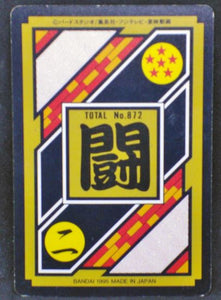 ©バードスタジオ/集英社・フジテレビ・東映動画
TOTAL No.872
闘
二
BANDAI 1995 MADE IN JAPAN